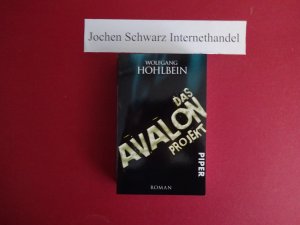 Jochen Schwarz Internethandel
WOLFGANG
HOHLBEIN
DAS
AVALON
PROJEKT
PIPER
ROMAN